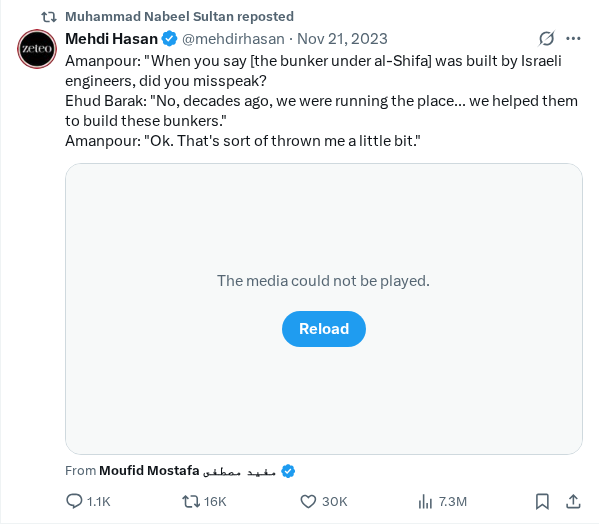 Muhammad Nabeel Sultan reposted
zeteo
Mehdi Hasan @mehdirhasan · Nov 21, 2023
Amanpour: "When you say [the bunker under al-Shifa] was built by Israeli
engineers, did you misspeak?
Ehud Barak: "No, decades ago, we were running the place... we helped them
to build these bunkers."
Amanpour: "Ok. That's sort of thrown me a little bit."
The media could not be played.
Reload
From Moufid Mostafa مفيد مصطفى
1.1K 16K 30K 7.3M